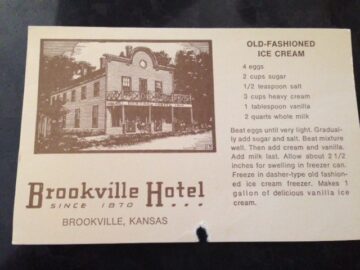 OLD-FASHIONED
ICE CREAM
4 eggs
2 cups sugar
1/2 teaspoon salt
3 cups heavy cream
1 tablespoon vanilla
2 quarts whole milk
Beat eggs until very light. Gradual-
ly add sugar and salt. Beat mixture
well. Then add cream and vanilla.
Add milk last. Allow about 2 1/2
inches for swelling in freezer can.
Freeze in dasher-type old fashion-
ed ice cream freezer. Makes 1
gallon of delicious vanilla ice
cream.
Brookville Hotel
SINCE 1870 ...
BROOKVILLE, KANSAS